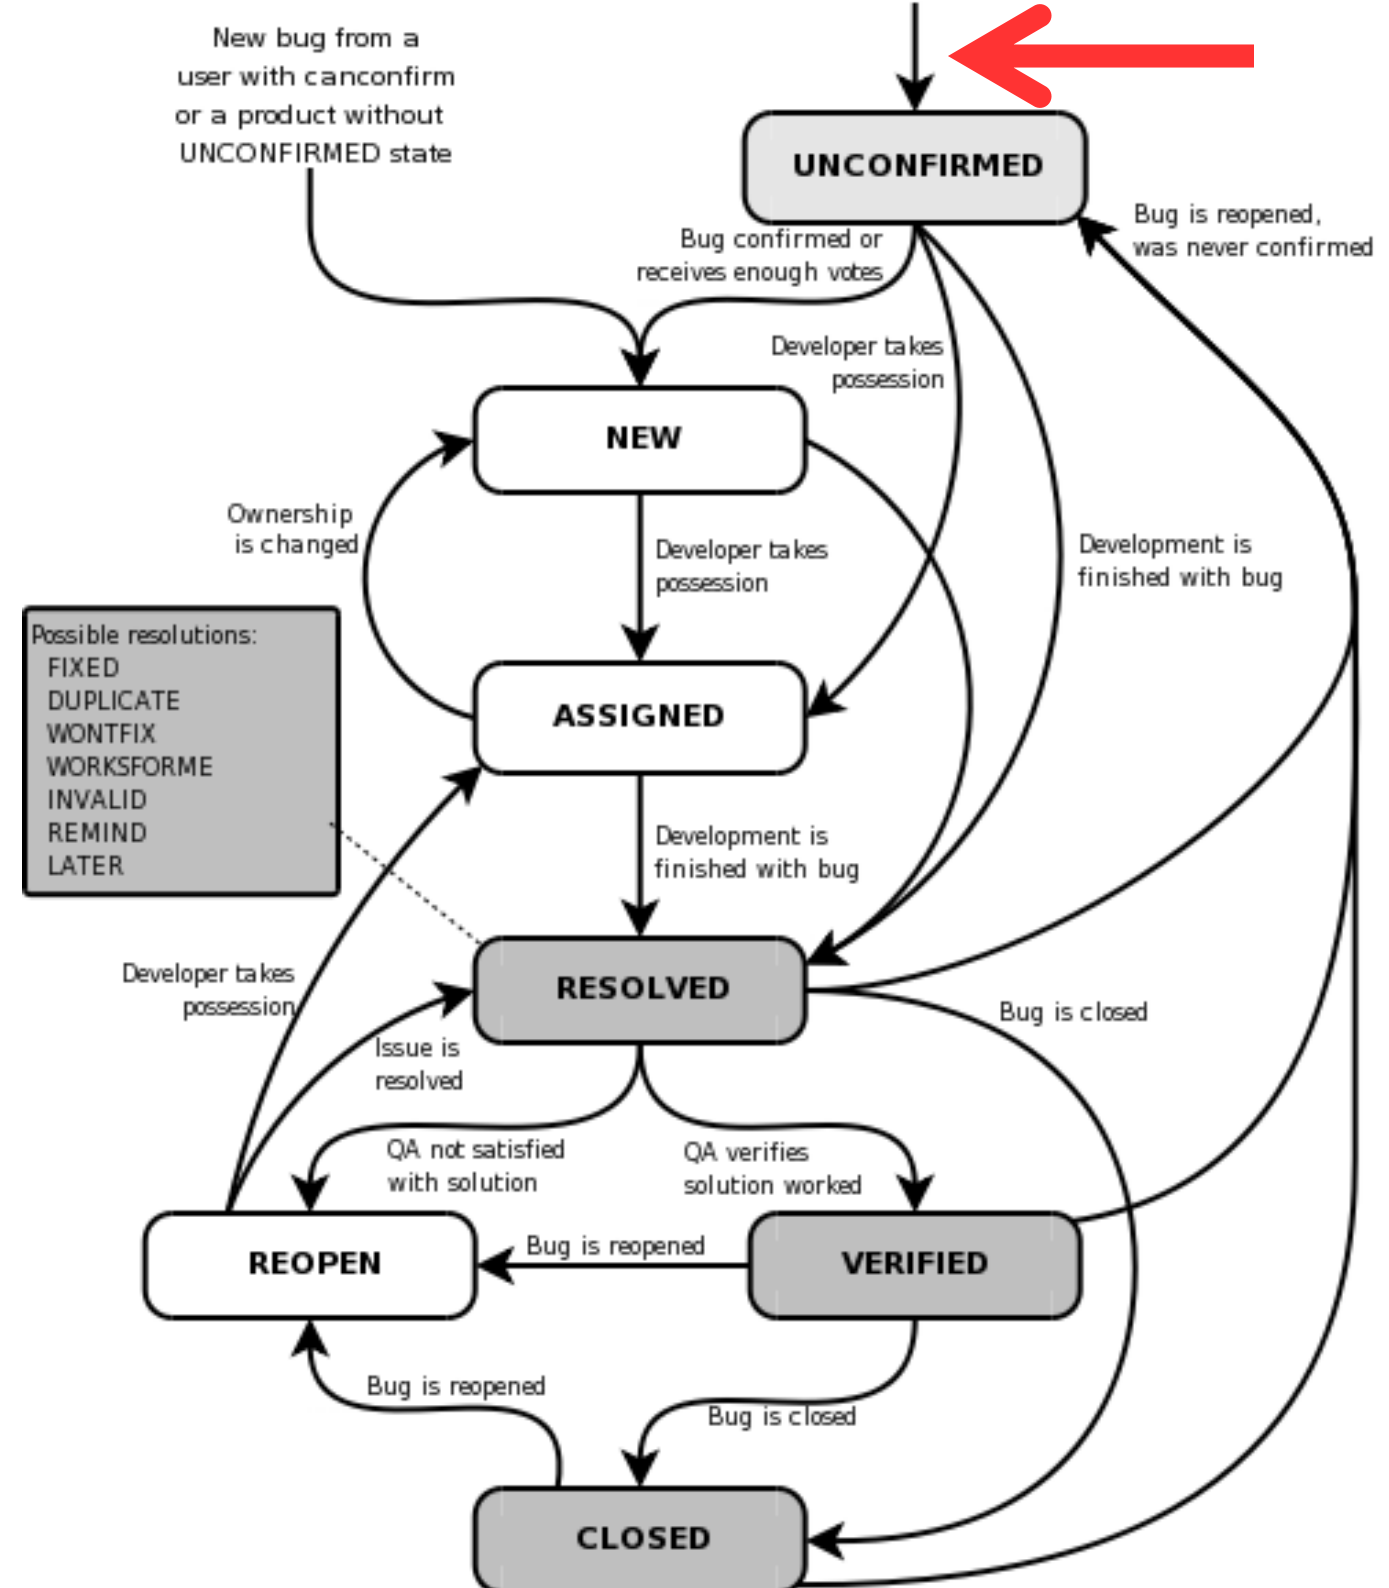 New bug from a
user with canconfirm
or a product without
UNCONFIRMED state
UNCONFIRMED
Bug is reopened,
was never confirmed
Bug confirmed or
receives enough votes
Developer takes
possession
NEW
Ownership
is changed
Developer takes
possession
Development is
finished with bug
Possible resolutions:
FIXED
DUPLICATE
WONTFIX
WORKSFORME
INVALID
REMIND
LATER
ASSIGNED
Development is
finished with bug
Developer takes
possession
RESOLVED
Bug is closed
Issue is
resolved
QA not satisfied
with solution
QA verifies
solution worked
REOPEN
Bug is reopened
VERIFIED
Bug is reopened
Bug is closed
CLOSED